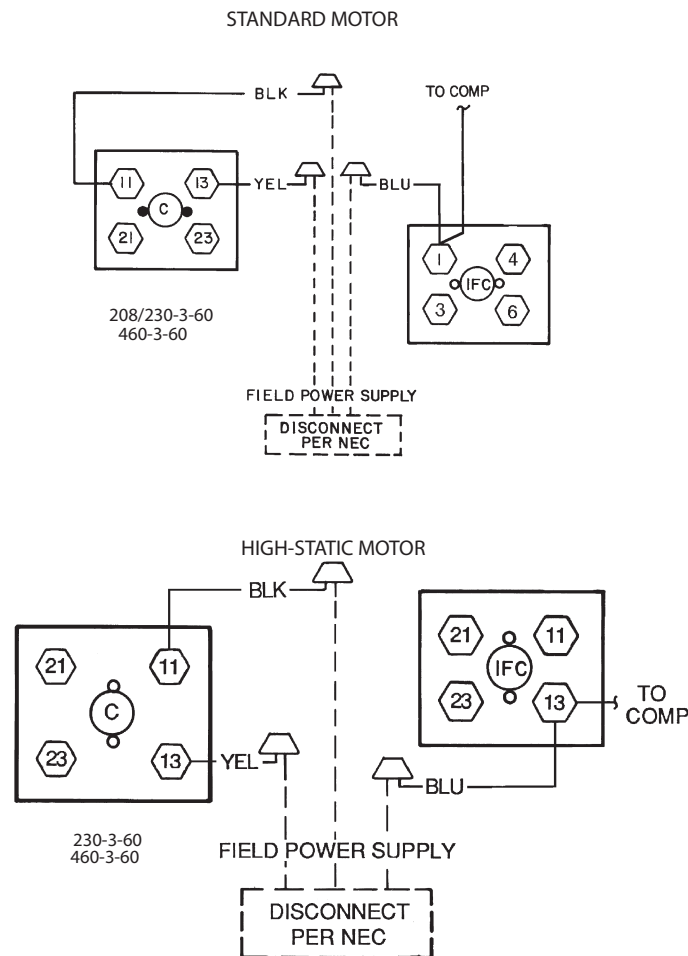 STANDARD MOTOR
BLK
TO COMP
11
13
YEL
BLU
C
21
23
1
4
IFC
3
6
208/230-3-60
460-3-60
FIELD POWER SUPPLY
DISCONNECT
PER NEC
HIGH-STATIC MOTOR
BLK
21
11
C
23
13
YEL
21
11
IFC
23
13
TO
COMP
BLU
230-3-60
460-3-60
FIELD POWER SUPPLY
DISCONNECT
PER NEC